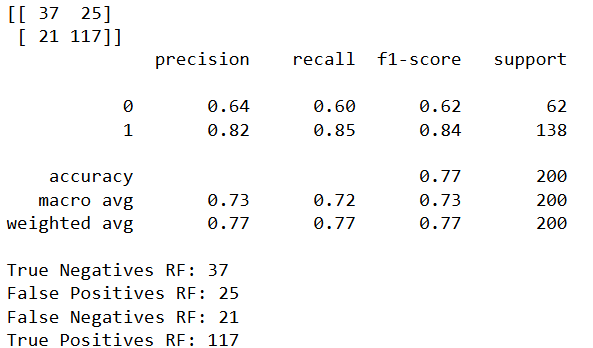 [[ 37  25]
 [ 21 117]]
              precision    recall  f1-score   support

           0       0.64      0.60      0.62        62
           1       0.82      0.85      0.84       138

    accuracy                           0.77       200
   macro avg       0.73      0.72      0.73       200
weighted avg       0.77      0.77      0.77       200

True Negatives RF: 37
False Positives RF: 25
False Negatives RF: 21
True Positives RF: 117